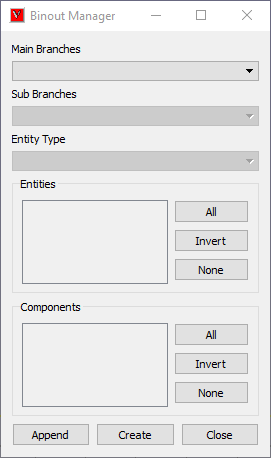 Binout Manager
Main Branches
Sub Branches
Entity Type
Entities
All
Invert
None
Components
All
Invert
None
Append Create Close